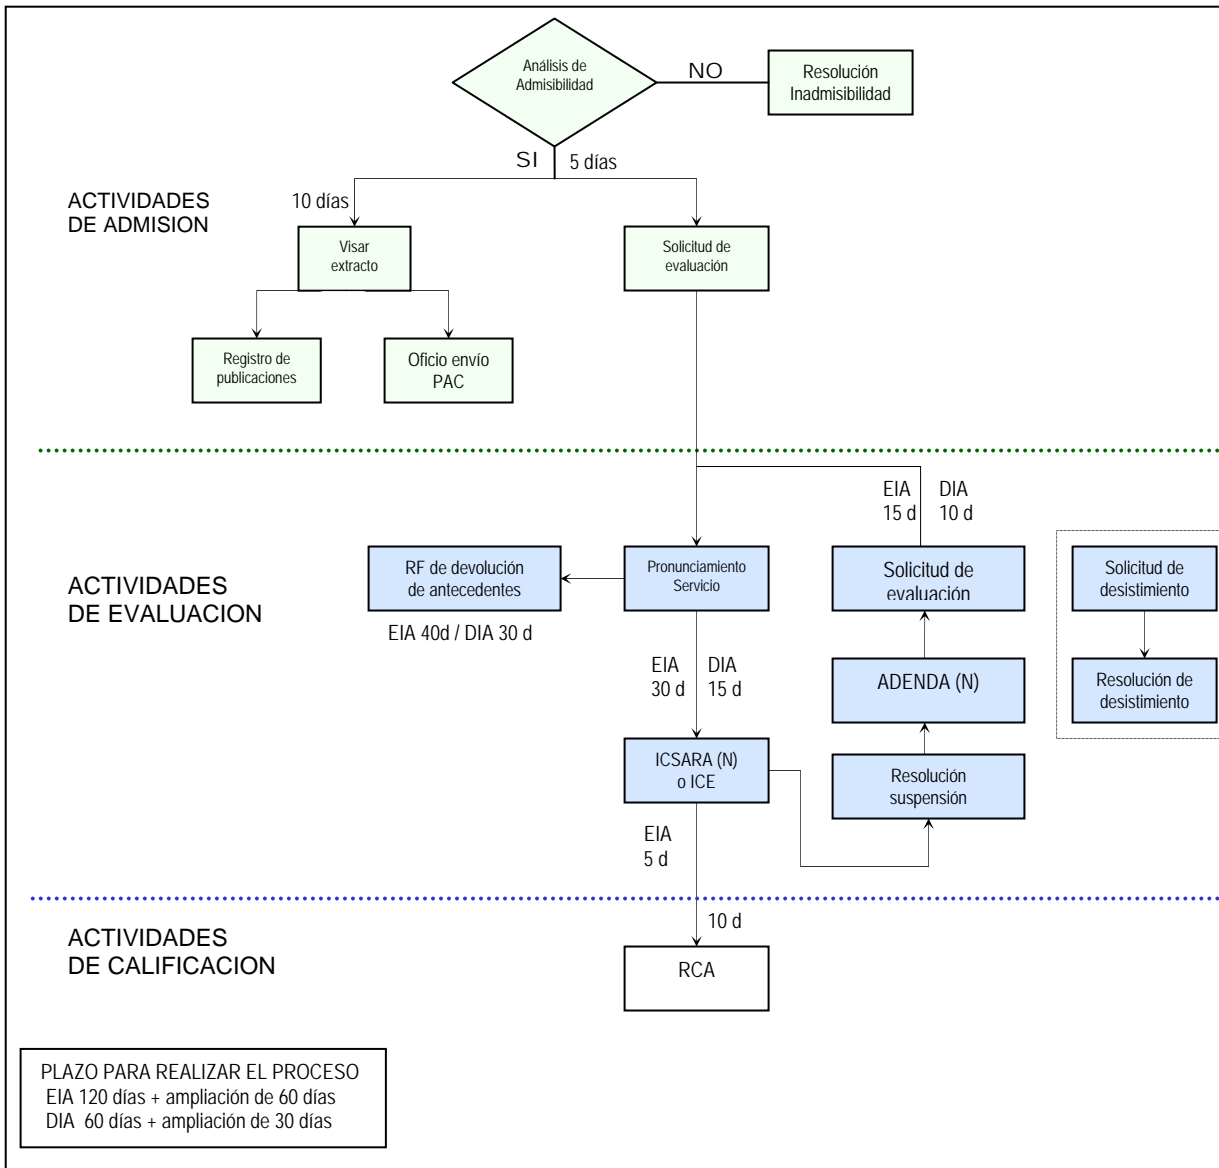 Análisis de
Admisibilidad
NO
Resolución
Inadmisibilidad
SI
5 días
ACTIVIDADES
DE ADMISION
10 días
Visar
extracto
Solicitud de
evaluación
Registro de
publicaciones
Oficio envío
PAC
EIA
15 d
DIA
10 d
ACTIVIDADES
DE EVALUACION
RF de devolución
de antecedentes
EIA 40d / DIA 30 d
Pronunciamiento
Servicio
Solicitud de
evaluación
Solicitud de
desistimiento
EIA
30 d
DIA
15 d
ADENDA (N)
Resolución de
desistimiento
ICSARA (N)
o ICE
Resolución
suspensión
EIA
5 d
ACTIVIDADES
DE CALIFICACION
10 d
RCA
PLAZO PARA REALIZAR EL PROCESO
EIA 120 días + ampliación de 60 días
DIA 60 días + ampliación de 30 días